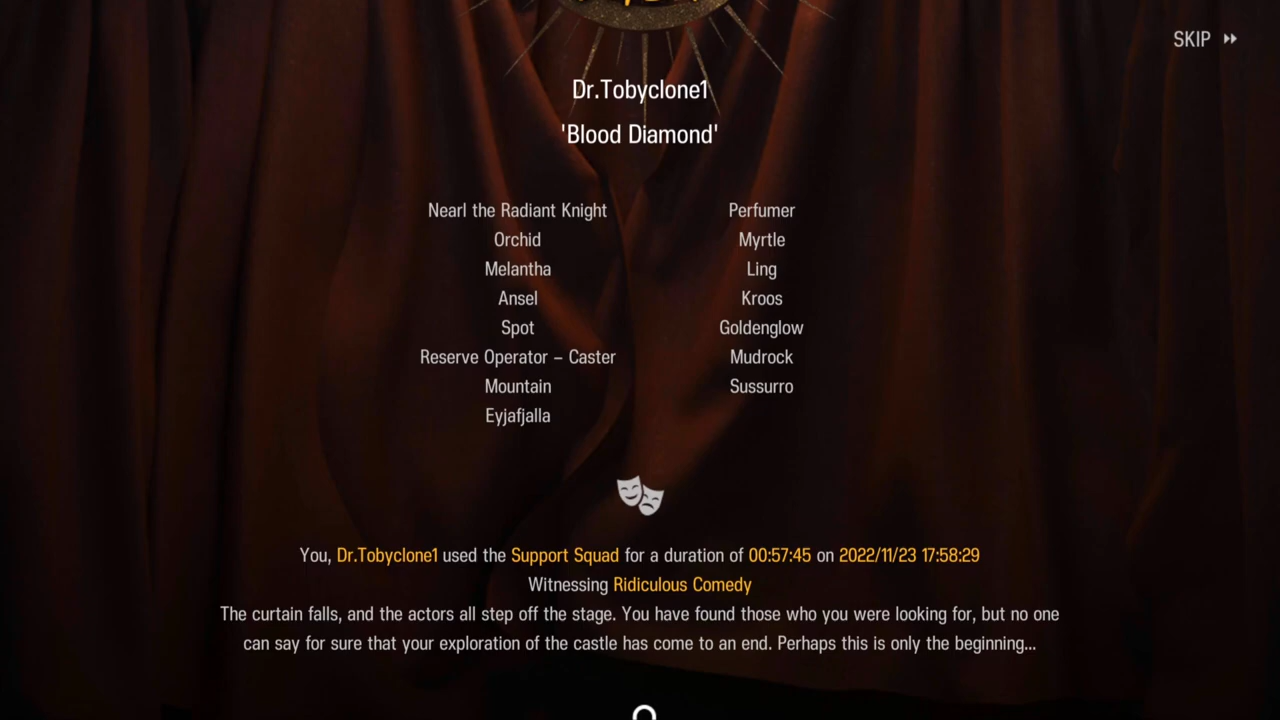 SKIP
Dr.Tobyclone1
'Blood Diamond'
Nearl the Radiant Knight
Perfumer
Orchid
Myrtle
Melantha
Ling
Ansel
Kroos
Spot
Goldenglow
Reserve Operator – Caster
Mudrock
Mountain
Sussurro
Eyjafjalla
You, Dr.Tobyclone1 used the Support Squad for a duration of 00:57:45 on 2022/11/23 17:58:29
Witnessing Ridiculous Comedy
The curtain falls, and the actors all step off the stage. You have found those who you were looking for, but no one
can say for sure that your exploration of the castle has come to an end. Perhaps this is only the beginning...